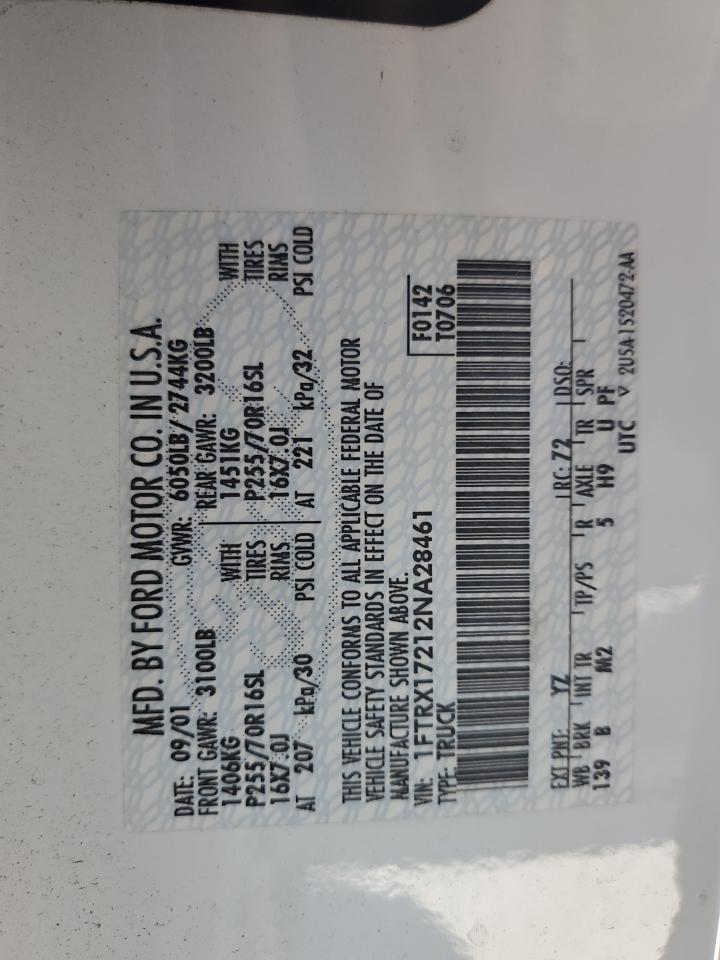 MFD. BY FORD MOTOR CO. IN U.S.A.
DATE: 09/01 GVWR: 6050LB/2744KG
FRONT GAWR: 3100LB REAR GAWR: 3200LB
1406KG WITH 1451KG WITH
P255/70R16SL TIRES P255/70R16SL TIRES
16X7.0J RIMS 16X7.0J RIMS
AT 207 kPa/30 PSI COLD AT 221 kPa/32 PSI COLD
THIS VEHICLE CONFORMS TO ALL APPLICABLE FEDERAL MOTOR
VEHICLE SAFETY STANDARDS IN EFFECT ON THE DATE OF
MANUFACTURE SHOWN ABOVE.
VIN: 1FTRX17212NA28461 F0142
TYPE: TRUCK T0706
EXT PNT: YZ RC: 72 DSO:
WB BRK INT TR TP/PS R AXLE TR SPR
139 B M2 5 H9 U PF
UTC ▽ 2U5A-1520472-AA